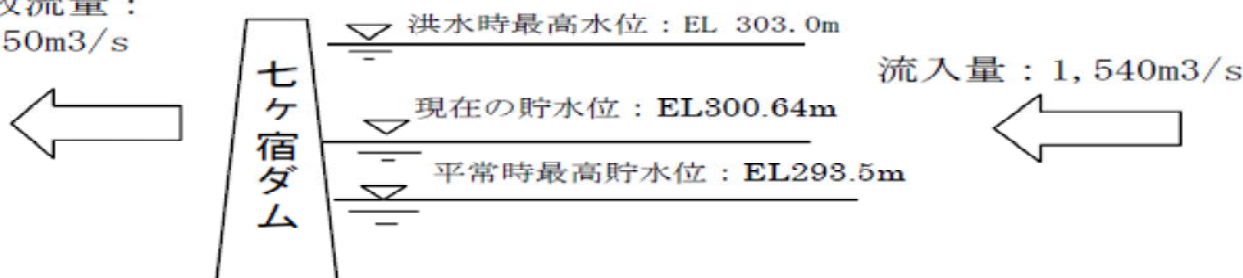 流量：
50m3/s
七ヶ宿ダム
洪水時最高水位：EL 303.0m
現在の貯水位：EL300.64m
平常時最高貯水位：EL293.5m
流入量：1,540m3/s